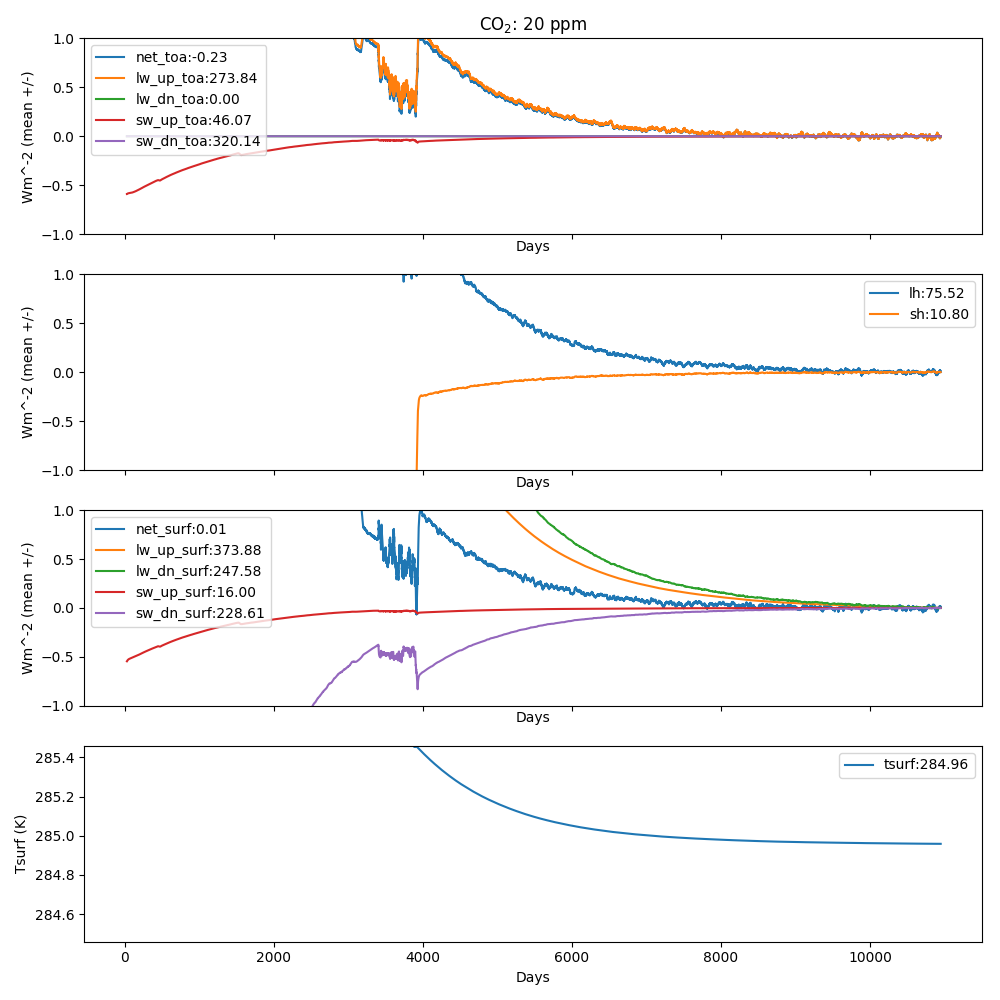 CO₂: 20 ppm
1.0
0.5
0.0
−0.5
−1.0
Wm^-2 (mean +/-)
net_toa:-0.23
lw_up_toa:273.84
lw_dn_toa:0.00
sw_up_toa:46.07
sw_dn_toa:320.14
Days
1.0
0.5
0.0
−0.5
−1.0
Wm^-2 (mean +/-)
lh:75.52
sh:10.80
Days
1.0
0.5
0.0
−0.5
−1.0
Wm^-2 (mean +/-)
net_surf:0.01
lw_up_surf:373.88
lw_dn_surf:247.58
sw_up_surf:16.00
sw_dn_surf:228.61
Days
285.4
285.2
285.0
284.8
284.6
Tsurf (K)
tsurf:284.96
0 2000 4000 6000 8000 10000
Days